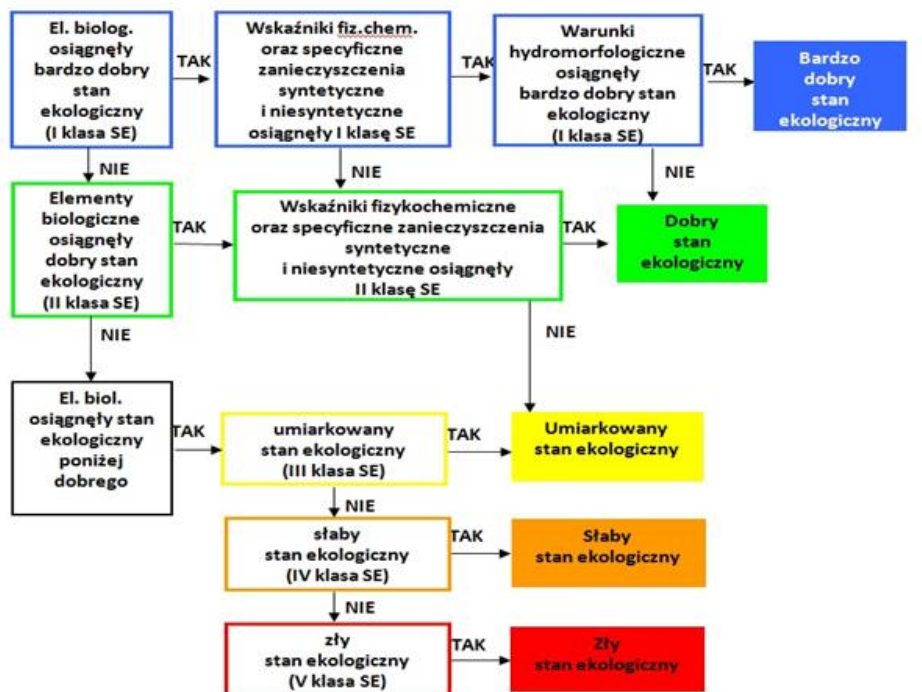 El. biolog.
osiągnęły
bardzo dobry
stan
ekologiczny
(I klasa SE)
TAK
Wskaźniki fiz.chem.
oraz specyficzne
zanieczyszczenia
syntetyczne
i niesyntetyczne
osiągnęły I klasę SE
TAK
Warunki
hydromorfologiczne
osiągnęły
bardzo dobry stan
ekologiczny
(I klasa SE)
TAK
Bardzo
dobry
stan
ekologiczny
NIE
NIE
NIE
Elementy
biologiczne
osiągnęły
dobry stan
ekologiczny
(II klasa SE)
TAK
Wskaźniki fizykochemiczne
oraz specyficzne zanieczyszczenia
syntetyczne
i niesyntetyczne osiągnęły
II klasę SE
TAK
Dobry
stan
ekologiczny
NIE
NIE
El. biol.
osiągnęły stan
ekologiczny
poniżej
dobrego
TAK
umiarkowany
stan ekologiczny
(III klasa SE)
TAK
Umiarkowany
stan ekologiczny
NIE
słaby
stan ekologiczny
(IV klasa SE)
TAK
Słaby
stan ekologiczny
NIE
zły
stan ekologiczny
(V klasa SE)
TAK
Zły
stan ekologiczny